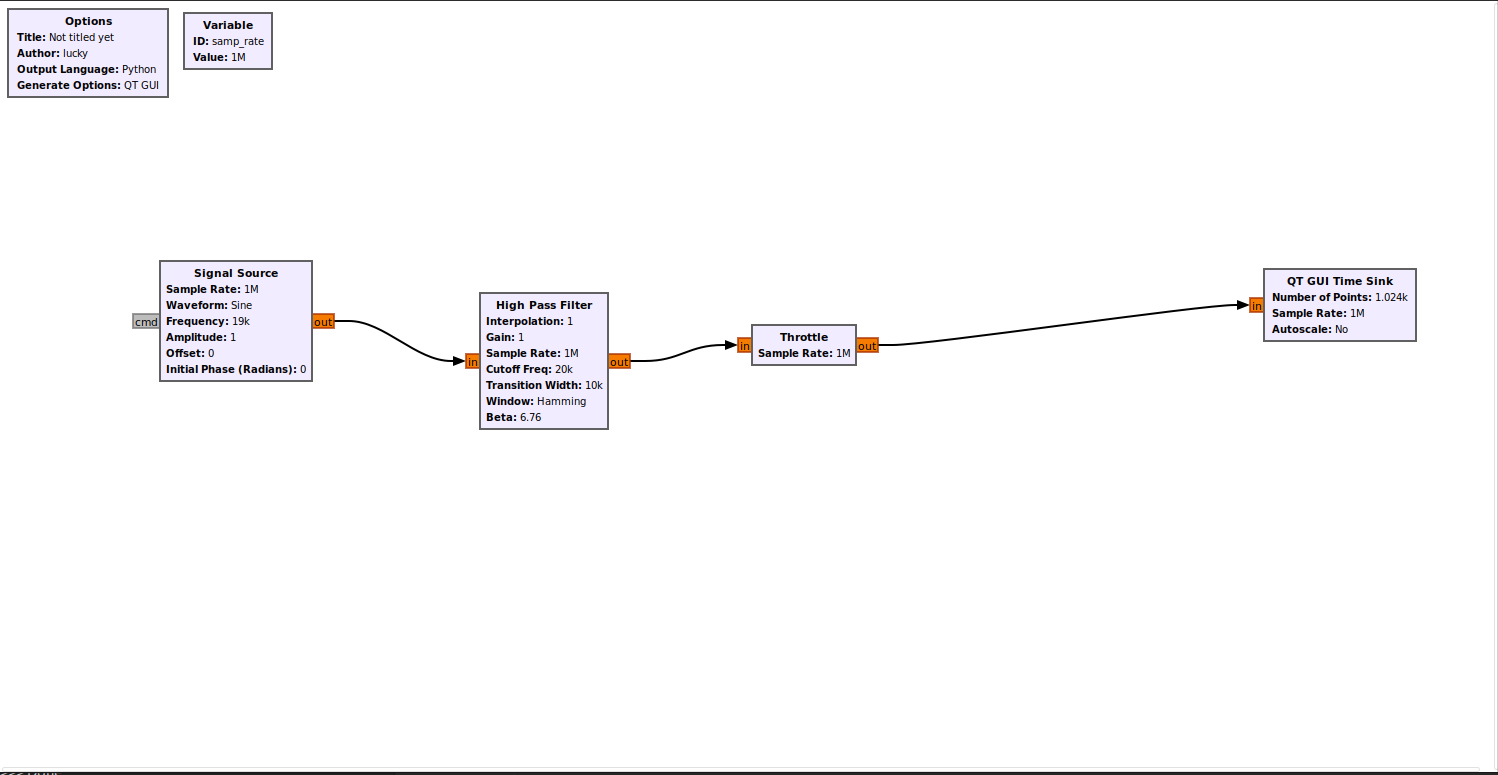 Options
Title: Not titled yet
Author: lucky
Output Language: Python
Generate Options: QT GUI
Variable
ID: samp_rate
Value: 1M
Signal Source
Sample Rate: 1M
Waveform: Sine
Frequency: 19k
Amplitude: 1
Offset: 0
Initial Phase (Radians): 0
cmd
out
High Pass Filter
Interpolation: 1
Gain: 1
Sample Rate: 1M
Cutoff Freq: 20k
Transition Width: 10k
Window: Hamming
Beta: 6.76
in
out
Throttle
Sample Rate: 1M
in
out
QT GUI Time Sink
Number of Points: 1.024k
Sample Rate: 1M
Autoscale: No
in